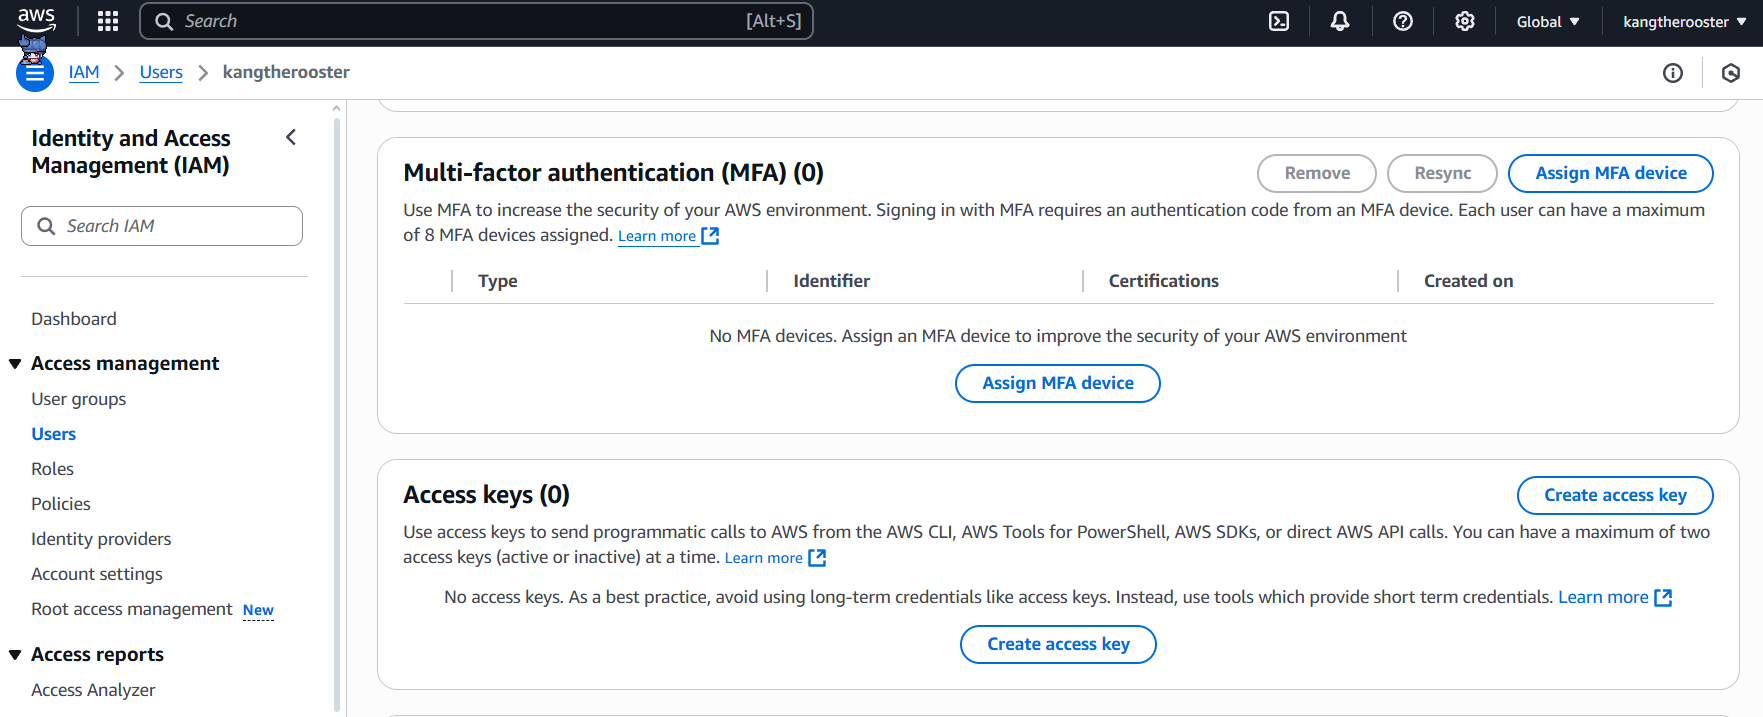 aws
Search
[Alt+S]
Global
kangtherooster
IAM
Users
kangtherooster
Identity and Access
Management (IAM)
Search IAM
Dashboard
Access management
User groups
Users
Roles
Policies
Identity providers
Account settings
Root access management New
Access reports
Access Analyzer
Multi-factor authentication (MFA) (0)
Remove
Resync
Assign MFA device
Use MFA to increase the security of your AWS environment. Signing in with MFA requires an authentication code from an MFA device. Each user can have a maximum
of 8 MFA devices assigned. Learn more
Type
Identifier
Certifications
Created on
No MFA devices. Assign an MFA device to improve the security of your AWS environment
Assign MFA device
Access keys (0)
Create access key
Use access keys to send programmatic calls to AWS from the AWS CLI, AWS Tools for PowerShell, AWS SDKs, or direct AWS API calls. You can have a maximum of two
access keys (active or inactive) at a time. Learn more
No access keys. As a best practice, avoid using long-term credentials like access keys. Instead, use tools which provide short term credentials. Learn more
Create access key